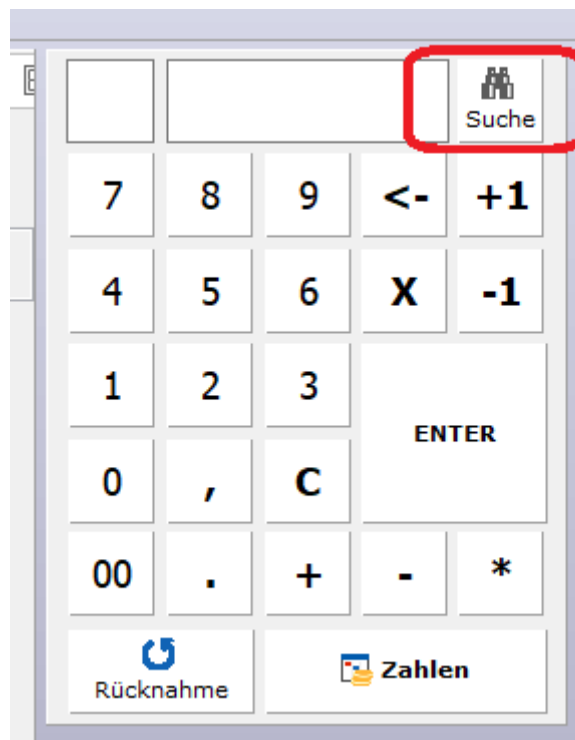 Suche
7 8 9 <- +1
4 5 6 X -1
1 2 3
ENTER
0 , C
00 . + - *
Rücknahme Zahlen